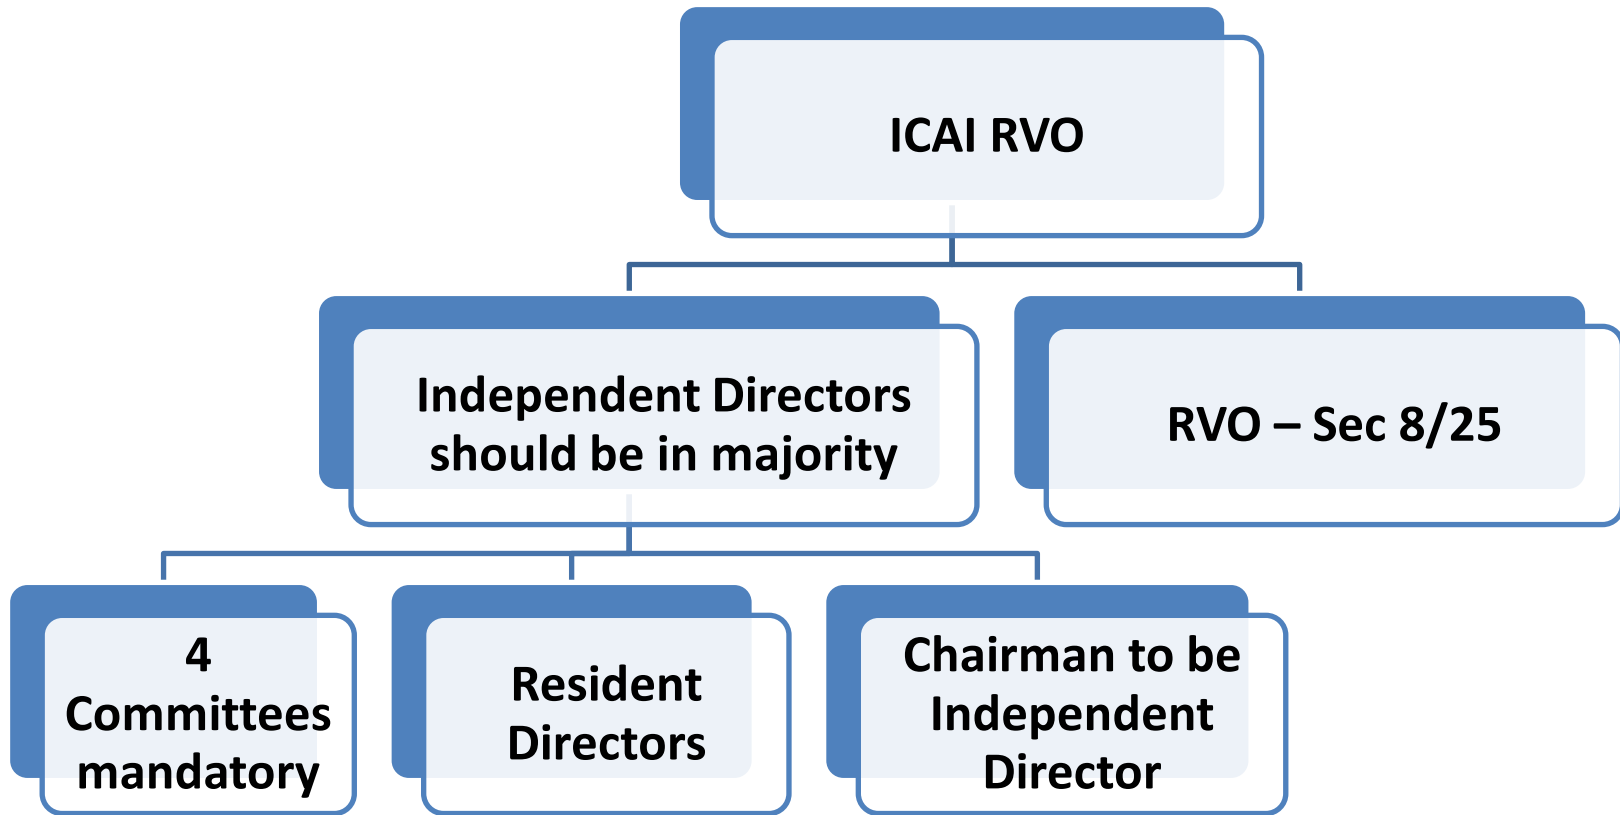 ICAI RVO
Independent Directors
should be in majority
RVO – Sec 8/25
4
Committees
mandatory
Resident
Directors
Chairman to be
Independent
Director